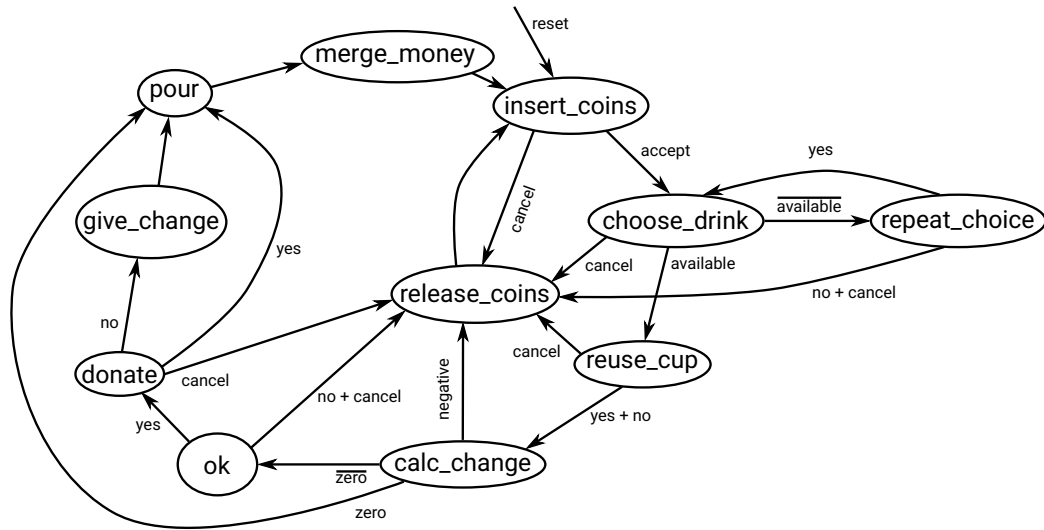 reset
merge_money
pour
insert_coins
accept
yes
cancel
give_change
choose_drink
available
repeat_choice
yes
cancel
available
release_coins
no + cancel
no
cancel
reuse_cup
donate
cancel
no + cancel
negative
yes
yes + no
ok
zero
calc_change
zero